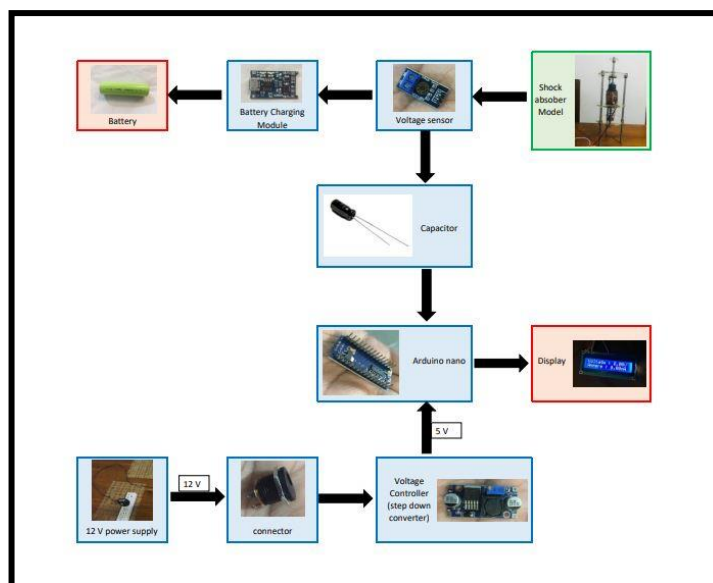 Battery
Battery Charging
Module
Voltage sensor
Shock
absober
Model
Capacitor
Arduino nano
Display
5 V
12 V
12 V power supply
connector
Voltage
Controller
(step down
converter)